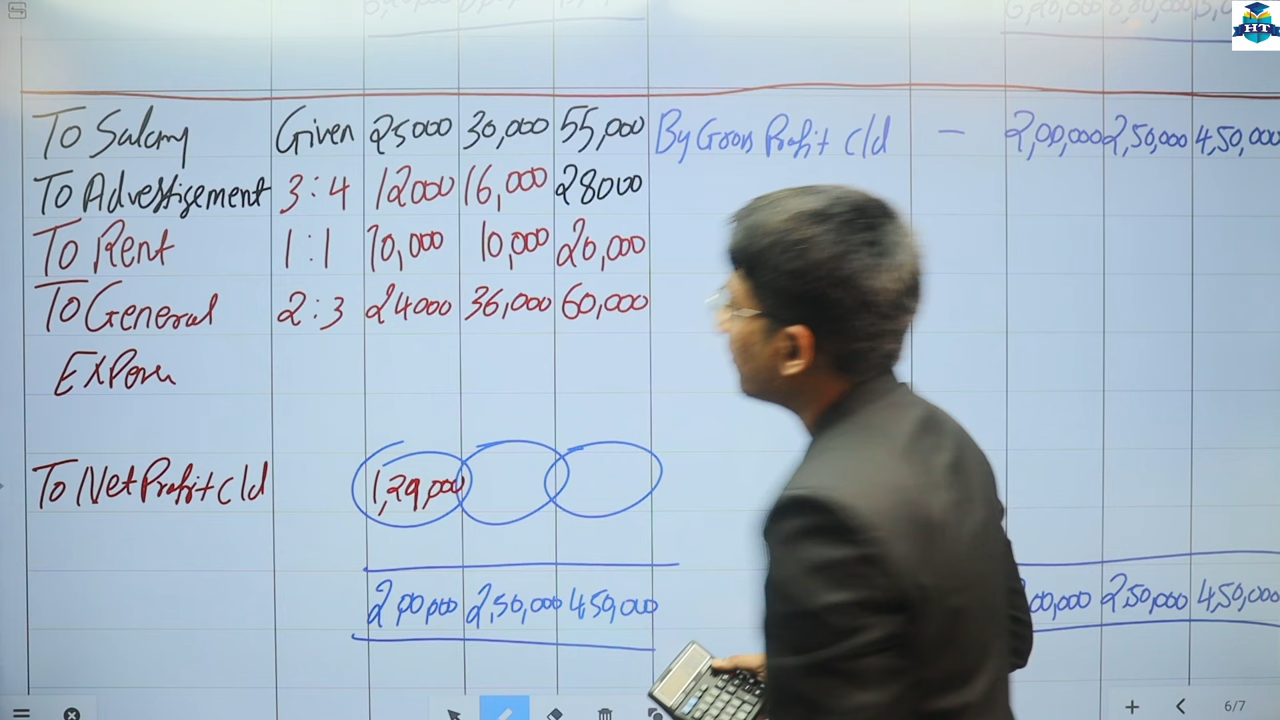 HT
To Salary Given 25000 30,000 55,000 By Gross Profit c/d — 2,00,000 2,50,000 4,50,000
To Advertisement 3:4 12000 16,000 28000
To Rent 1:1 10,000 10,000 20,000
To General 2:3 24000 36,000 60,000
To Net Profit c/d 1,29,000
2,00,000 2,50,000 4,50,000 00,000 2,50,000 4,50,000
6/7